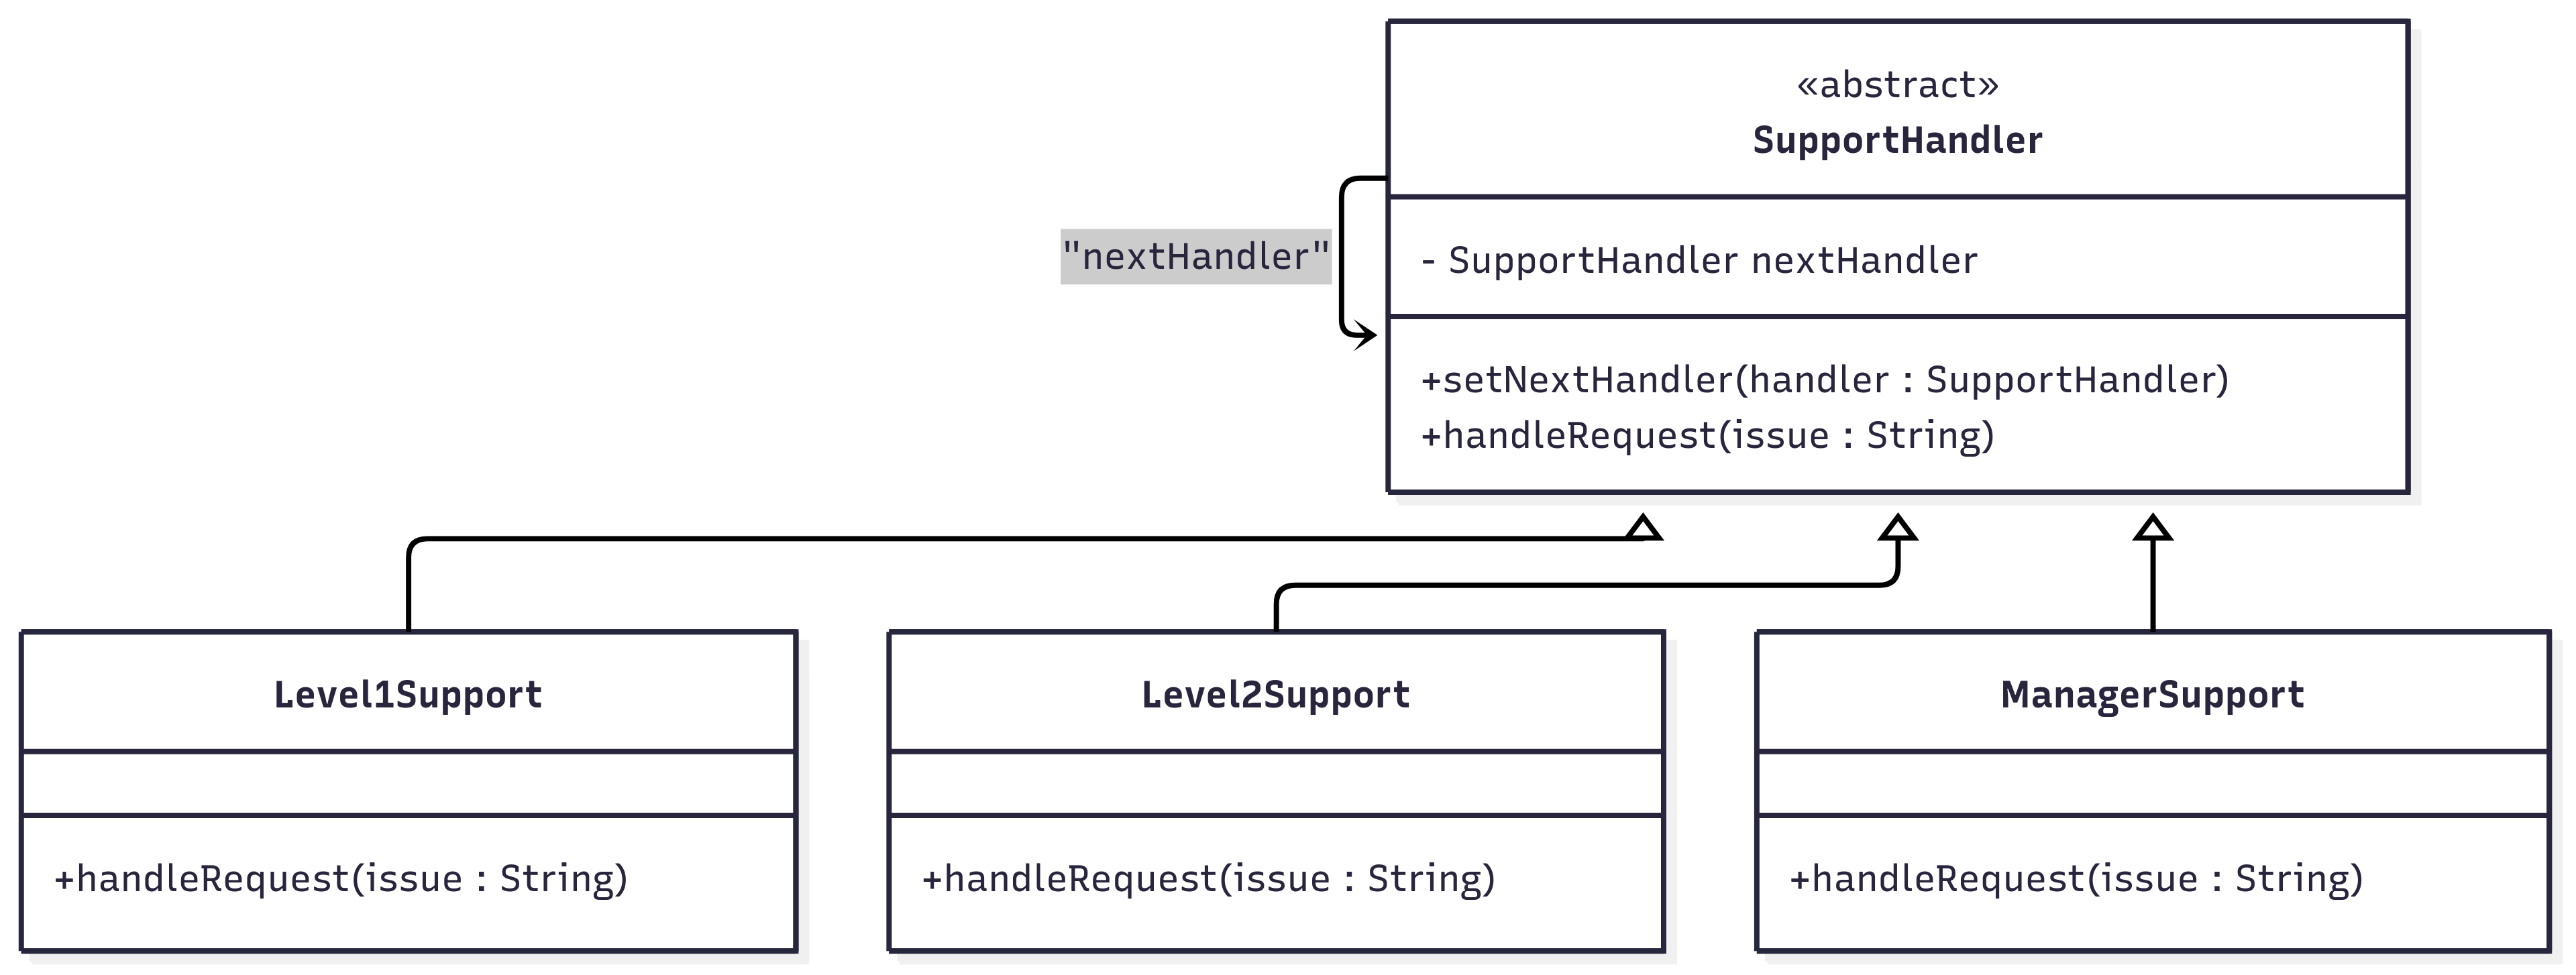 «abstract»
SupportHandler
"nextHandler"
- SupportHandler nextHandler
+setNextHandler(handler : SupportHandler)
+handleRequest(issue : String)
Level1Support
+handleRequest(issue : String)
Level2Support
+handleRequest(issue : String)
ManagerSupport
+handleRequest(issue : String)